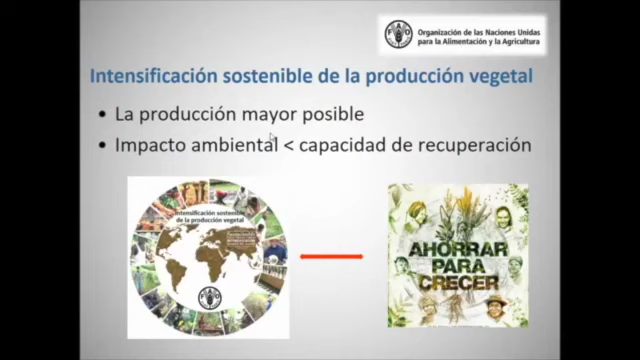 Organización de las Naciones Unidas
para la Alimentación y la Agricultura
Intensificación sostenible de la producción vegetal
• La producción mayor posible
• Impacto ambiental < capacidad de recuperación
Intensificación sostenible
de la producción vegetal
AHORRAR
PARA
CRECER